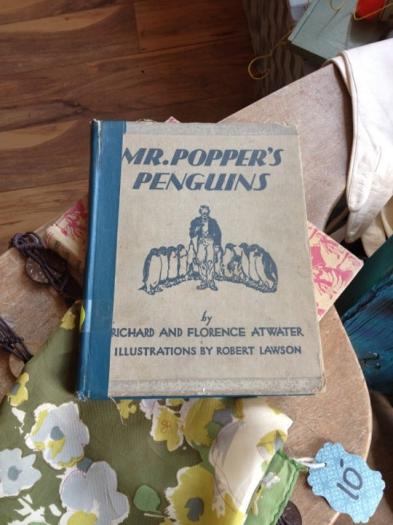 MR. POPPER'S
PENGUINS
by
RICHARD AND FLORENCE ATWATER
ILLUSTRATIONS BY ROBERT LAWSON
10